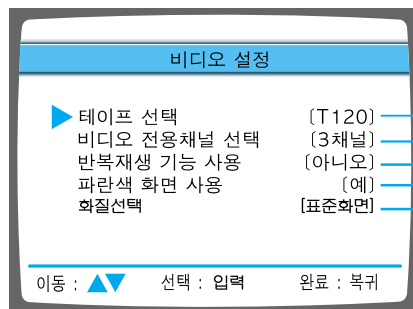 비디오 설정
▶ 테이프 선택 (T120)
비디오 전용채널 선택 (3채널)
반복재생 기능 사용 (아니오)
파란색 화면 사용 (예)
화질선택 [표준화면]
이동 : ▲▼ 선택 : 입력 완료 : 복귀